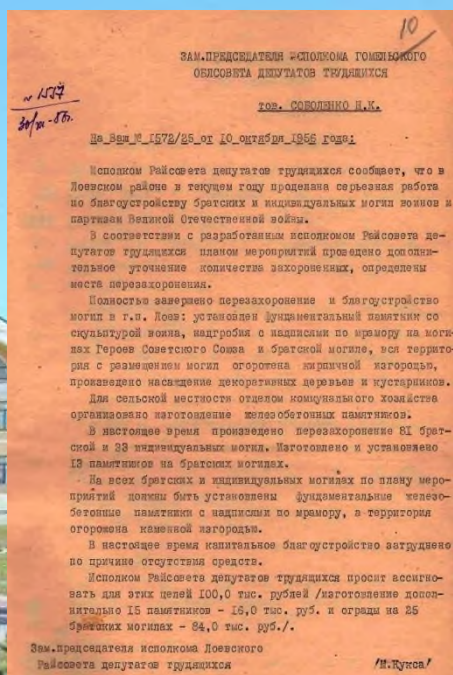 10
ЗАМ.ПРЕДСЕДАТЕЛЯ ИСПОЛКОМА ГОМЕЛЬСКОГО
ОБЛСОВЕТА ДЕПУТАТОВ ТРУДЯЩИХСЯ
№ 1557
30/XI-56г.
тов. СОБОЛЕНКО Н.К.
На Ваш № 1572/25 от 10 октября 1956 года:
Исполком Райсовета депутатов трудящихся сообщает, что в
Лоевском районе в текущем году проделана серьезная работа
по благоустройству братских и индивидуальных могил воинов и
партизан Великой Отечественной войны.
В соответствии с разработанным исполкомом Райсовета де-
путатов трудящихся планом мероприятий проведено дополни-
тельное уточнение количества захороненных, определены
места перезахоронения.
Полностью завершено перезахоронение и благоустройство
могил в г.п. Лоев: установлен фундаментальный памятник со
скульптурой воина, надгробия с надписями по мрамору на моги-
лах Героев Советского Союза и братской могиле, вся террито-
рия с размещением могил огорожена кирпичной изгородью,
произведено насаждение декоративных деревьев и кустарников.
Для сельской местности отделом коммунального хозяйства
организовано изготовление железобетонных памятников.
В настоящее время произведено перезахоронение 81 брат-
ской и 33 индивидуальных могил. Изготовлено и установлено
13 памятников на братских могилах.
На всех братских и индивидуальных могилах по плану меро-
приятий должны быть установлены фундаментальные железо-
бетонные памятники с надписями по мрамору, а территория
огорожена каменной изгородью.
В настоящее время капитальное благоустройство затруднено
по причине отсутствия средств.
Исполком Райсовета депутатов трудящихся просит ассигно-
вать для этих целей 100,0 тыс. рублей /изготовление допол-
нительно 15 памятников - 16,0 тыс. руб. и ограды на 25
братских могилах - 84,0 тыс. руб./.
Зам.председателя исполкома Лоевского
Райсовета депутатов трудящихся /М.Кукса/